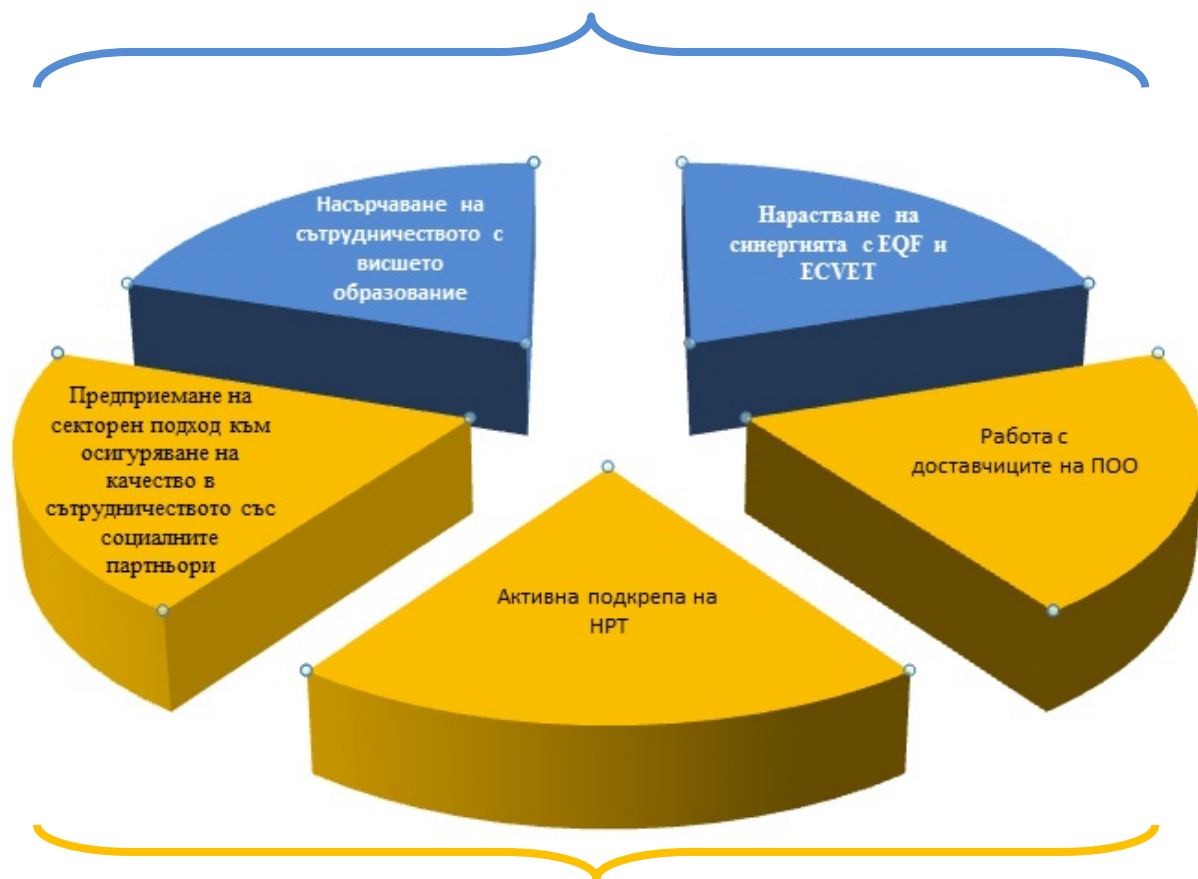 Насърчаване на
сътрудничеството с
висшето
образование
Нарастване на
синергията с EQF и
ECVET
Предприемане на
секторен подход към
осигуряване на
качество в
сътрудничеството със
социалните
партньори
Работа с
доставчиците на ПОО
Активна подкрепа на
НРТ